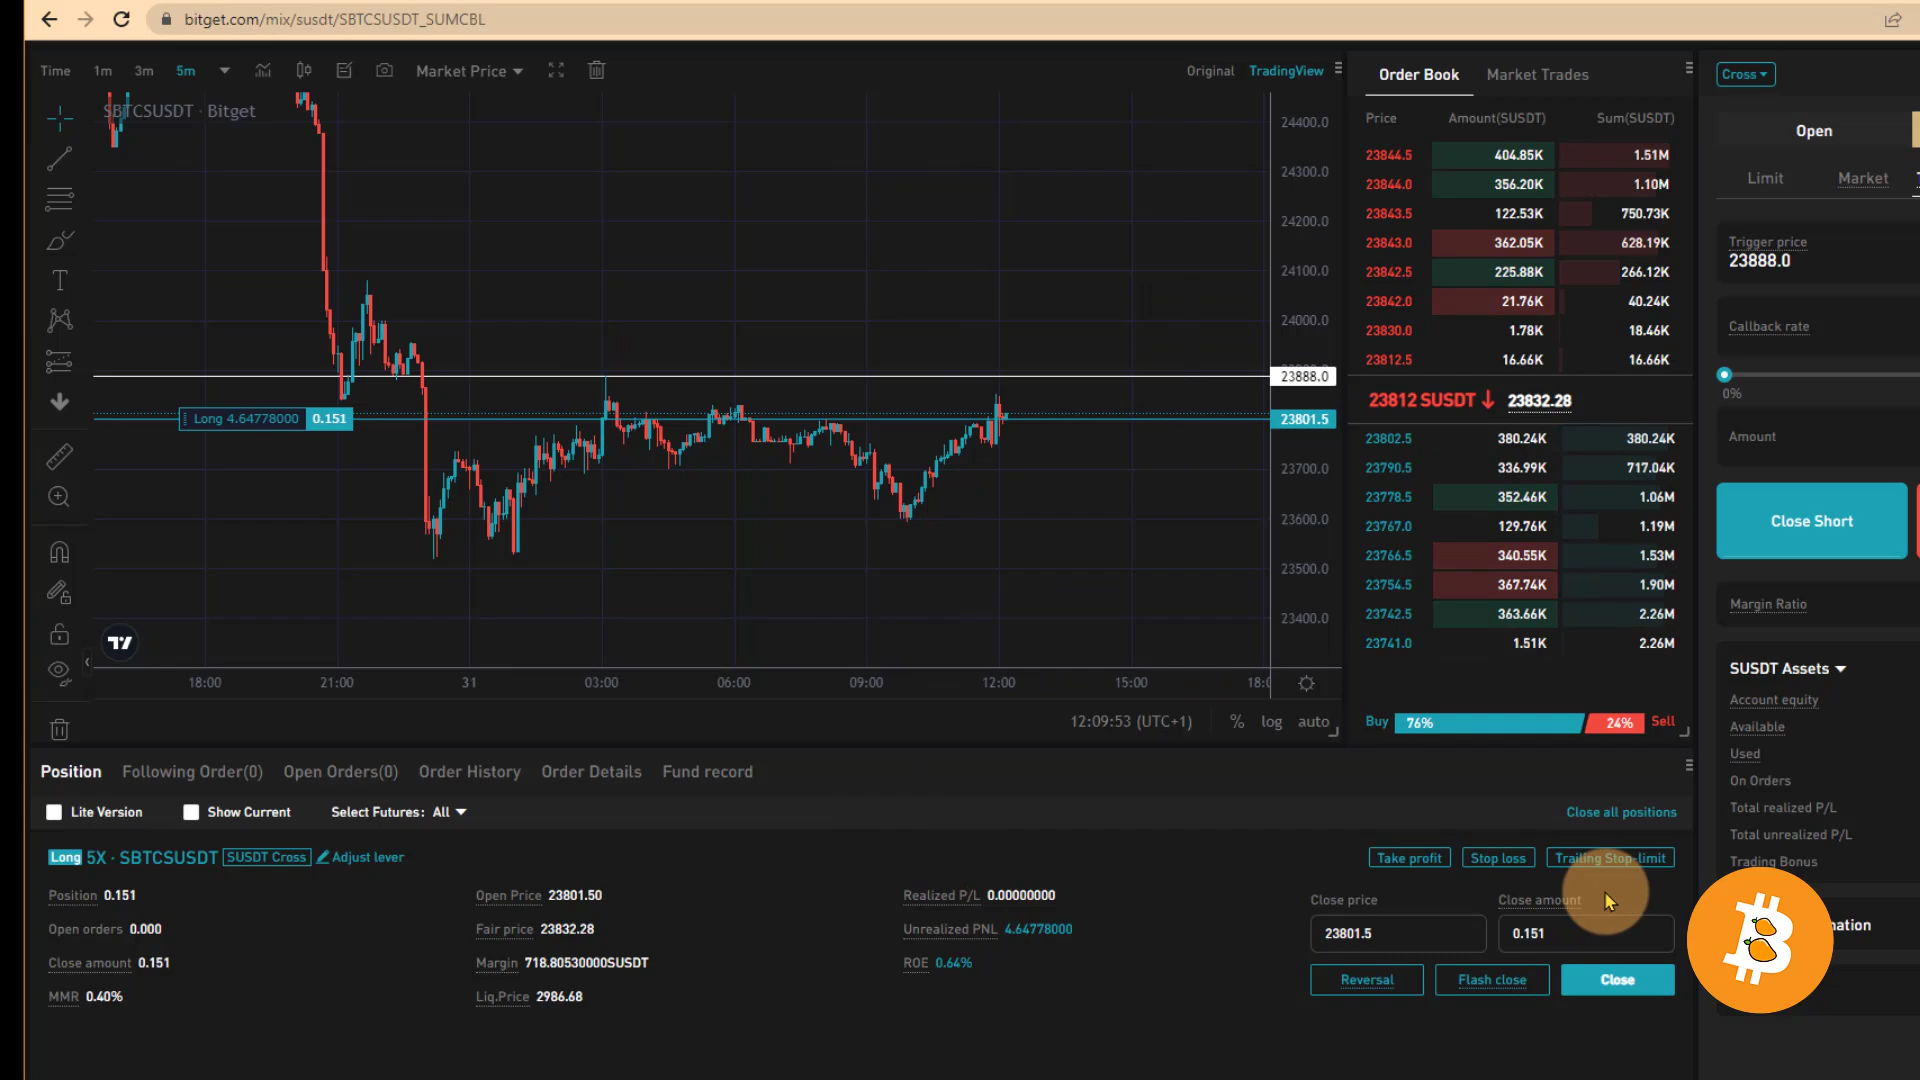 bitget.com/mix/susdt/SBTCSUSDT_SUMCBL
Time 1m 3m 5m Market Price Original TradingView
SBTCSUSDT · Bitget
24400.0
24300.0
24200.0
24100.0
24000.0
23888.0
Long 4.64778000 0.151
23801.5
23700.0
23600.0
23500.0
23400.0
18:00 21:00 31 03:00 06:00 09:00 12:00 15:00
12:09:53 (UTC+1) % log auto
Order Book Market Trades
Price Amount(SUSDT) Sum(SUSDT)
23844.5 404.85K 1.51M
23844.0 356.20K 1.10M
23843.5 122.53K 750.73K
23843.0 362.05K 628.19K
23842.5 225.88K 266.12K
23842.0 21.76K 40.24K
23830.0 1.78K 18.46K
23812.5 16.66K 16.66K
23812 SUSDT 23832.28
23802.5 380.24K 380.24K
23790.5 336.99K 717.04K
23778.5 352.46K 1.06M
23767.0 129.76K 1.19M
23766.5 340.55K 1.53M
23754.5 367.74K 1.90M
23742.5 363.66K 2.26M
23741.0 1.51K 2.26M
Buy 76% 24% Sell
Cross
Open
Limit Market
Trigger price
23888.0
Callback rate
0%
Amount
Close Short
Margin Ratio
SUSDT Assets
Account equity
Available
Used
On Orders
Total realized P/L
Total unrealized P/L
Trading Bonus
Position Following Order(0) Open Orders(0) Order History Order Details Fund record
Lite Version Show Current Select Futures: All Close all positions
Long 5X · SBTCSUSDT SUSDT Cross Adjust lever Take profit Stop loss Trailing Stop-limit
Position 0.151 Open Price 23801.50 Realized P/L 0.00000000 Close price Close amount
Open orders 0.000 Fair price 23832.28 Unrealized PNL 4.64778000 23801.5 0.151
Close amount 0.151 Margin 718.80530000SUSDT ROE 0.64%
Reversal Flash close Close
MMR 0.40% Liq.Price 2986.68